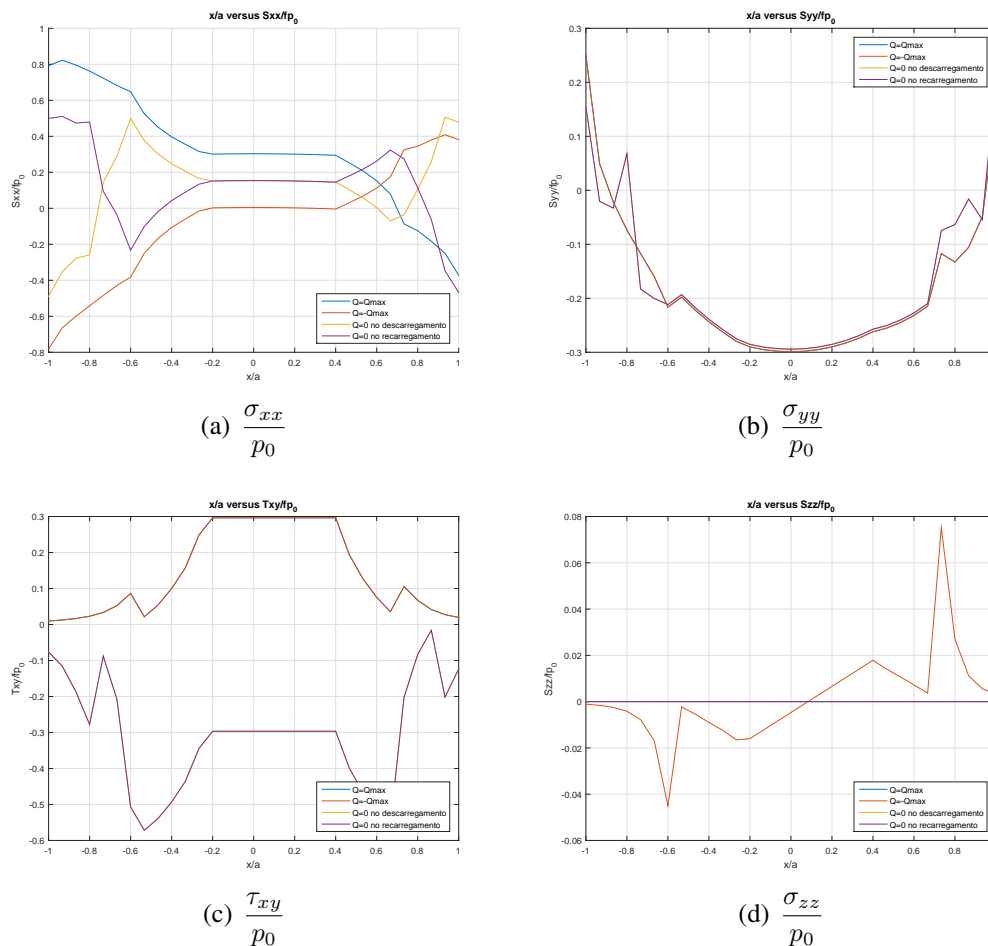 x/a versus Sxx/fp0
Sxx/fp0
1
0.8
0.6
0.4
0.2
0
-0.2
-0.4
-0.6
-0.8
-1 -0.8 -0.6 -0.4 -0.2 0 0.2 0.4 0.6 0.8 1
x/a
Q=Qmax
Q=-Qmax
Q=0 no descarregamento
Q=0 no recarregamento
(a) σxx/p0
x/a versus Syy/fp0
Syy/fp0
0.3
0.2
0.1
0
-0.1
-0.2
-0.3
-1 -0.8 -0.6 -0.4 -0.2 0 0.2 0.4 0.6 0.8
x/a
Q=Qmax
Q=-Qmax
Q=0 no descarregamento
Q=0 no recarregamento
(b) σyy/p0
x/a versus Txy/fp0
Txy/fp0
0.3
0.2
0.1
0
-0.1
-0.2
-0.3
-0.4
-0.5
-0.6
-1 -0.8 -0.6 -0.4 -0.2 0 0.2 0.4 0.6 0.8 1
x/a
Q=Qmax
Q=-Qmax
Q=0 no descarregamento
Q=0 no recarregamento
(c) τxy/p0
x/a versus Szz/fp0
Szz/fp0
0.08
0.06
0.04
0.02
0
-0.02
-0.04
-0.06
-1 -0.8 -0.6 -0.4 -0.2 0 0.2 0.4 0.6 0.8
x/a
Q=Qmax
Q=-Qmax
Q=0 no descarregamento
Q=0 no recarregamento
(d) σzz/p0